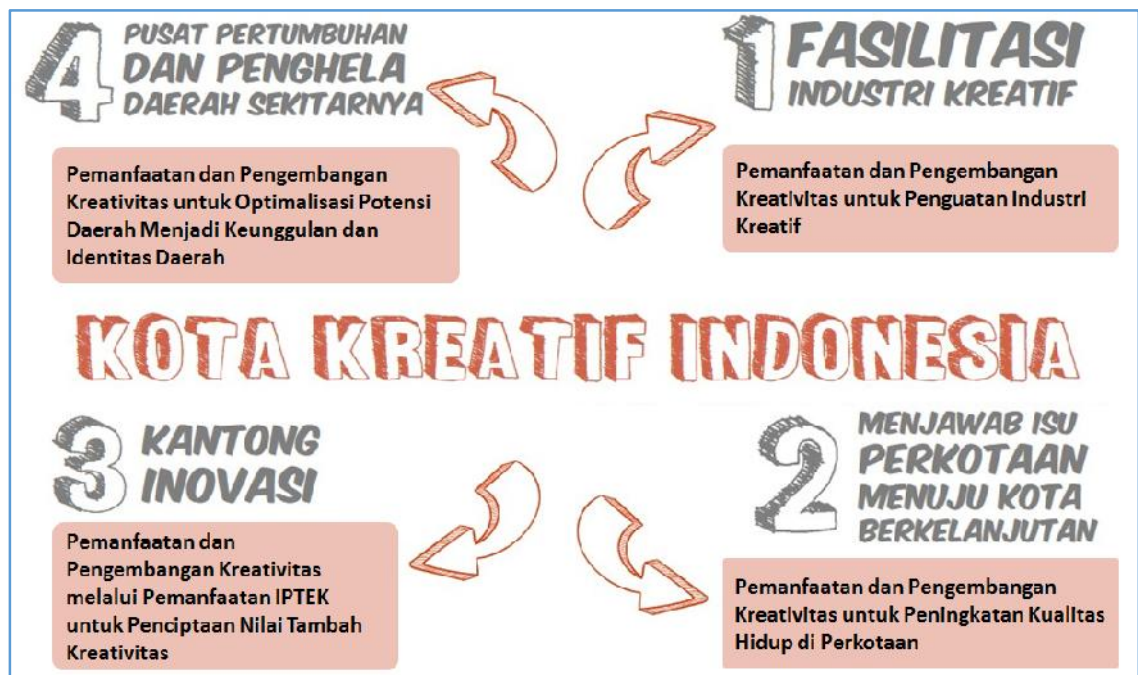 4 PUSAT PERTUMBUHAN
DAN PENGHELA
DAERAH SEKITARNYA
Pemanfaatan dan Pengembangan
Kreativitas untuk Optimalisasi Potensi
Daerah Menjadi Keunggulan dan
Identitas Daerah
1 FASILITASI
INDUSTRI KREATIF
Pemanfaatan dan Pengembangan
Kreativitas untuk Penguatan Industri
Kreatif
KOTA KREATIF INDONESIA
3 KANTONG
INOVASI
Pemanfaatan dan
Pengembangan Kreativitas
melalui Pemanfaatan IPTEK
untuk Penciptaan Nilai Tambah
Kreativitas
2 MENJAWAB ISU
PERKOTAAN
MENUJU KOTA
BERKELANJUTAN
Pemanfaatan dan Pengembangan
Kreativitas untuk Peningkatan Kualitas
Hidup di Perkotaan